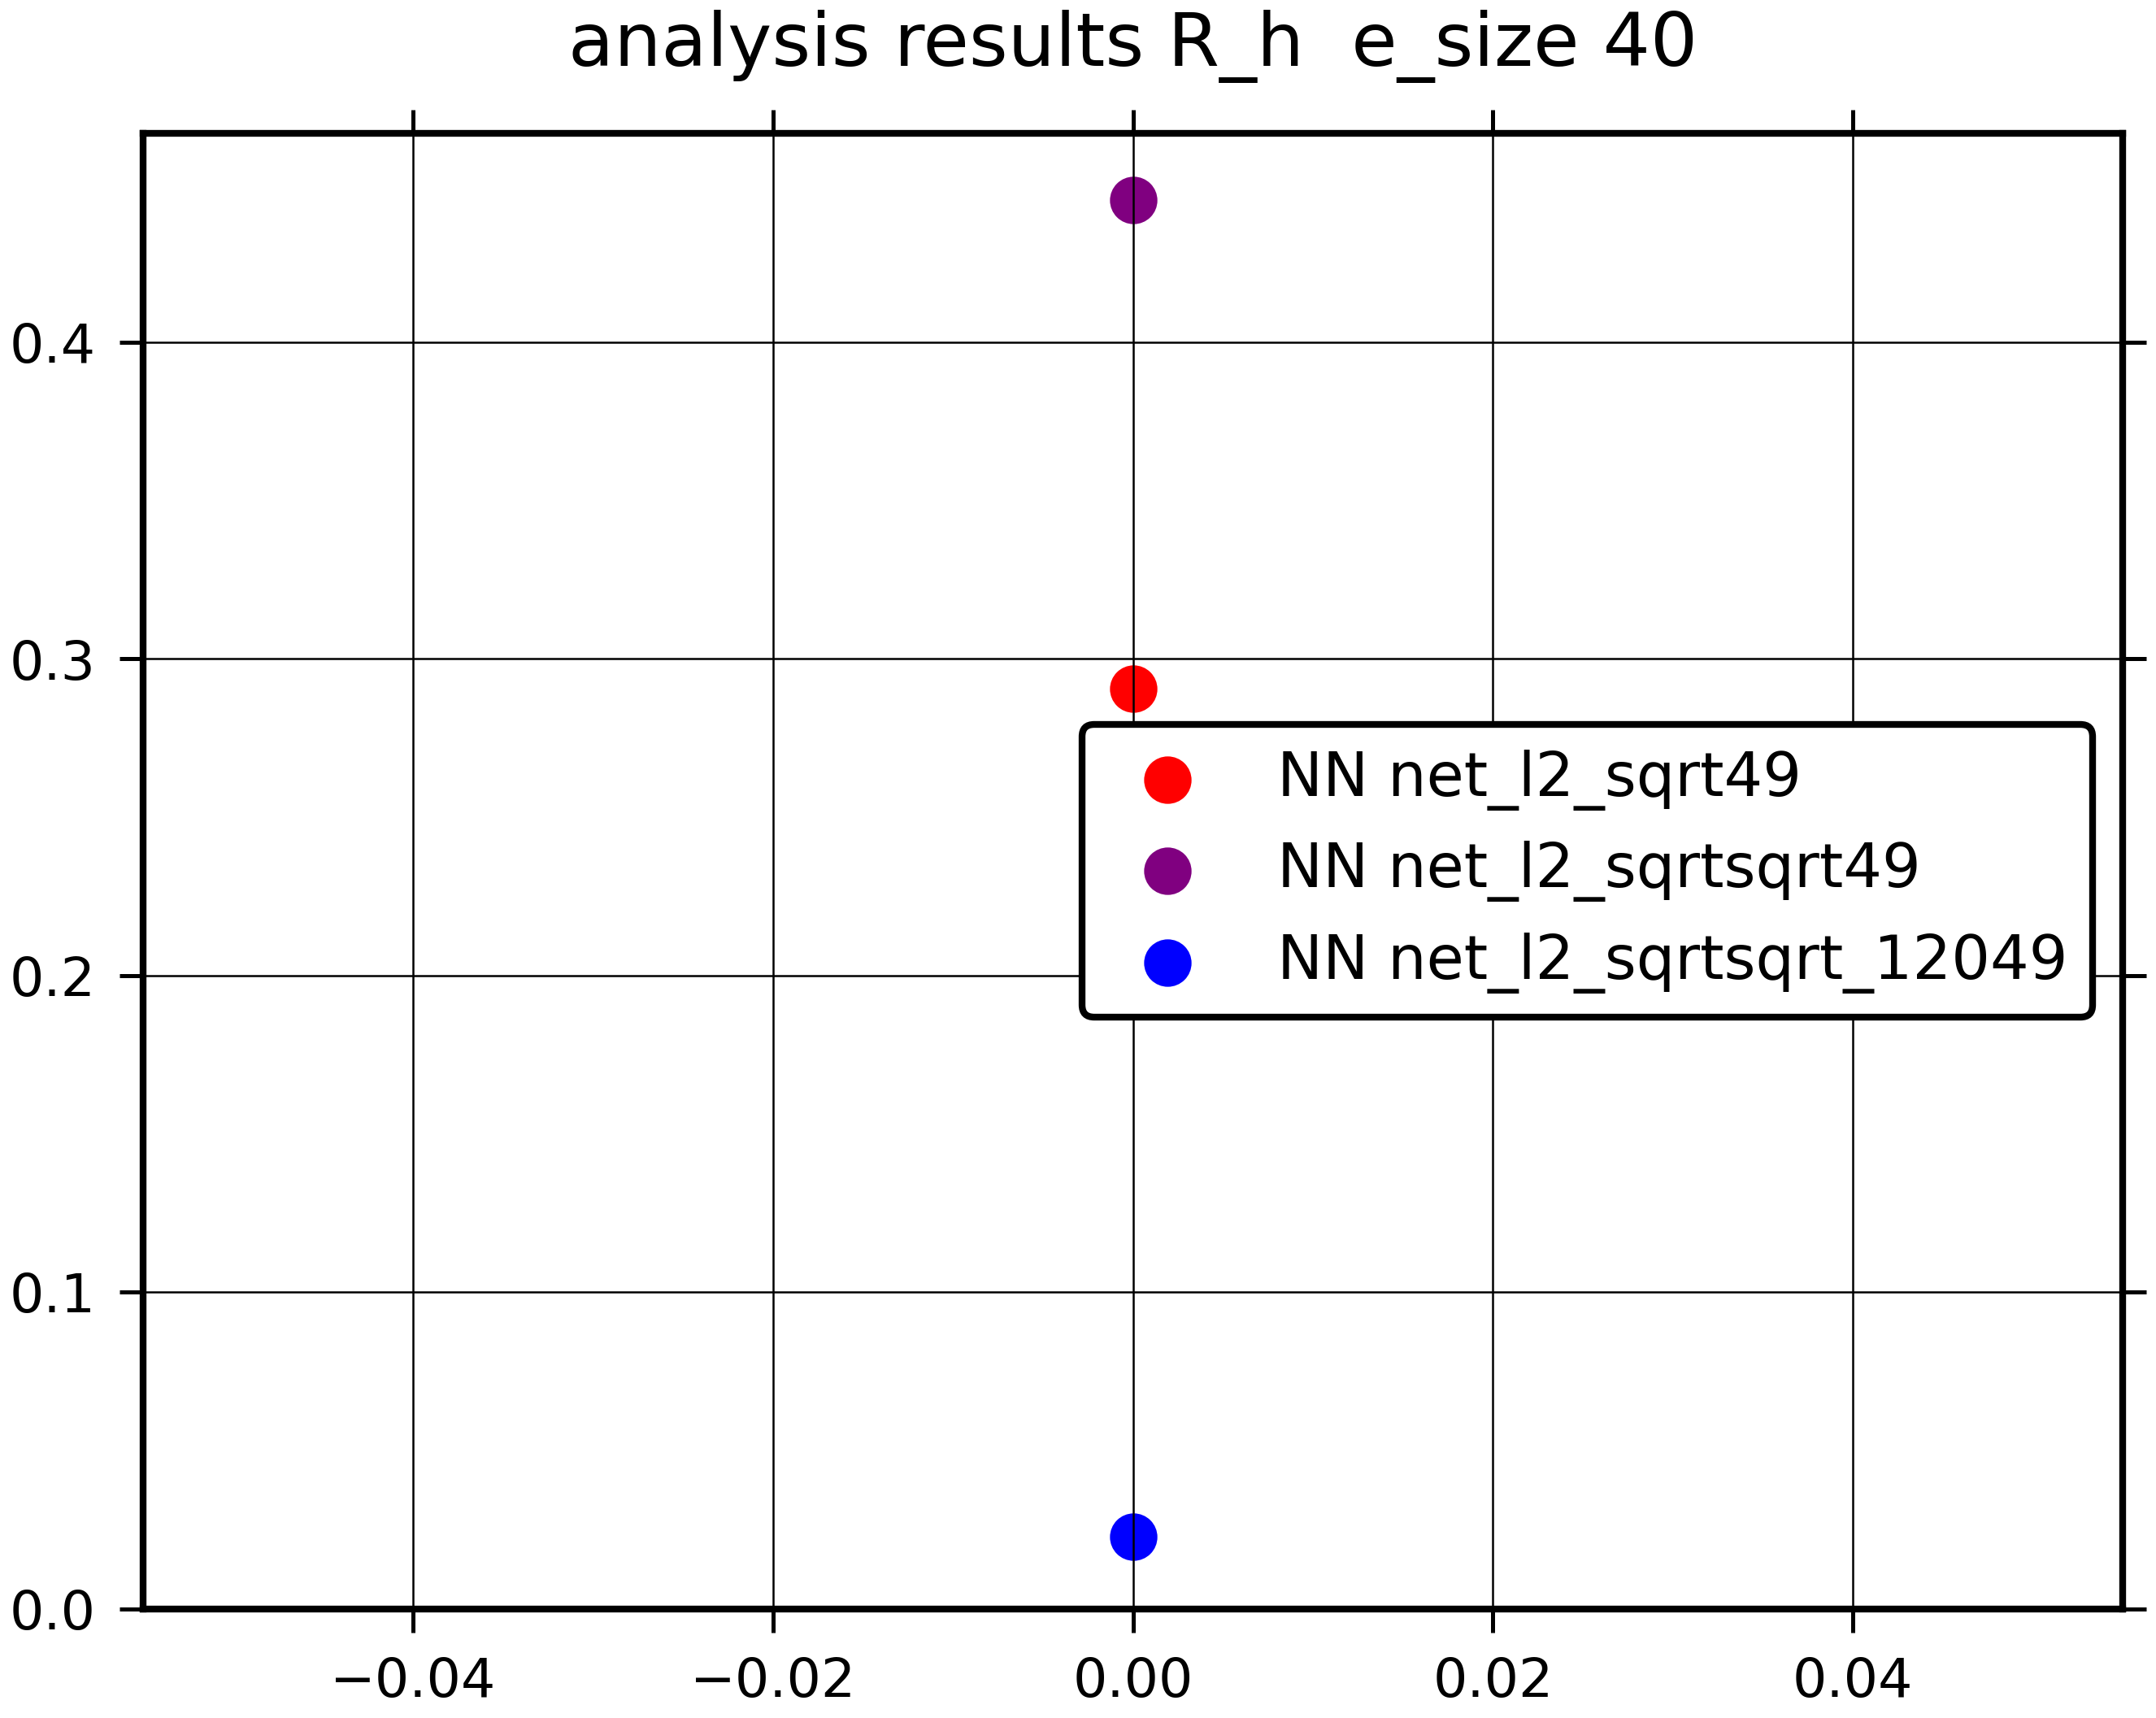 analysis results R_h  e_size 40
0.4
0.3
0.2
0.1
0.0
NN net_l2_sqrt49
NN net_l2_sqrtsqrt49
NN net_l2_sqrtsqrt_12049
−0.04 −0.02 0.00 0.02 0.04